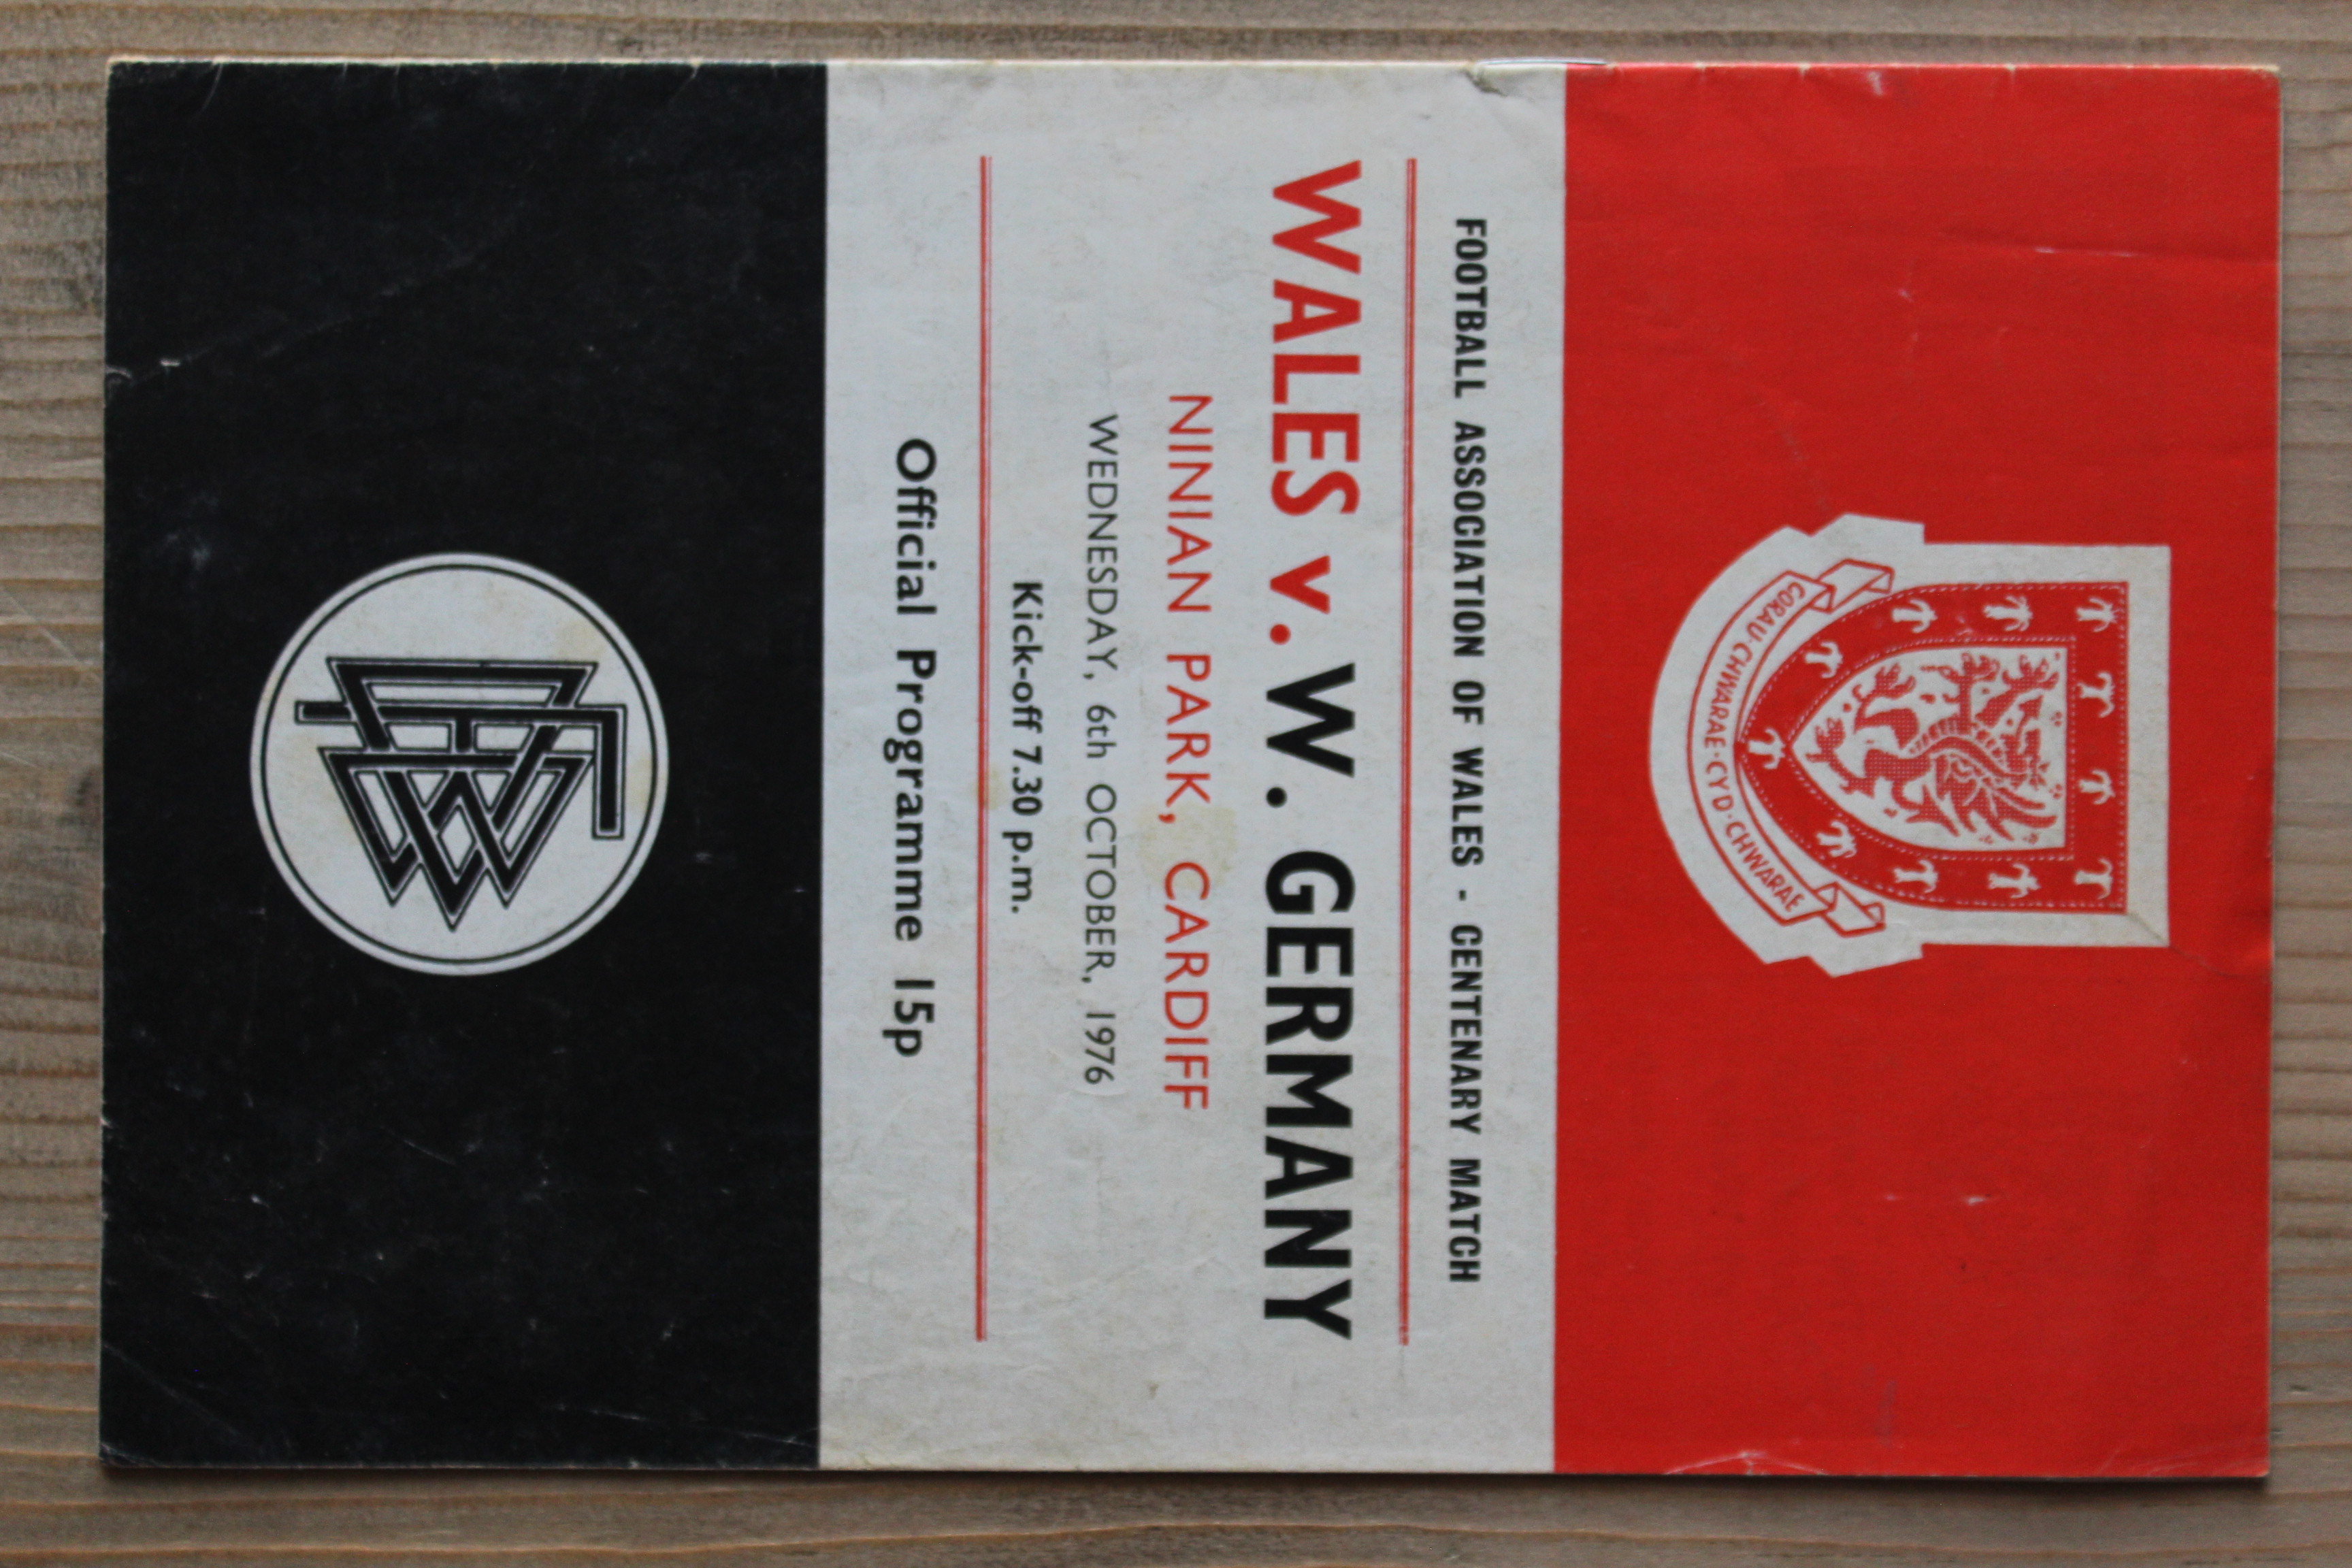 GORAU·CHWARAE·CYD·CHWARAE
FOOTBALL ASSOCIATION OF WALES - CENTENARY MATCH
WALES v. W. GERMANY
NINIAN PARK, CARDIFF
WEDNESDAY, 6th OCTOBER, 1976
Kick-off 7.30 p.m.
Official Programme 15p
DFB